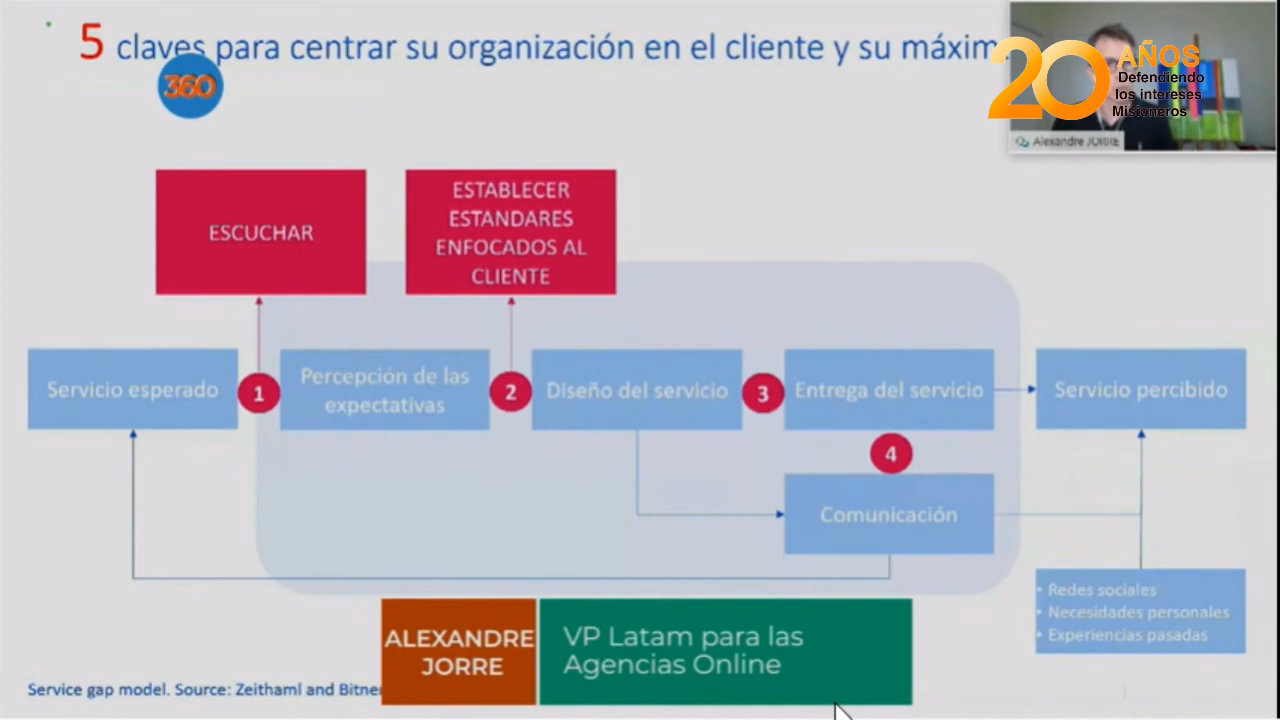 5 claves para centrar su organización en el cliente y su máxim
360
20 AÑOS
Defendiendo
los intereses
Misioneros
Alexandre JORRE
ESCUCHAR
ESTABLECER
ESTANDARES
ENFOCADOS AL
CLIENTE
Servicio esperado
1
Percepción de las
expectativas
2
Diseño del servicio
3
Entrega del servicio
Servicio percibido
4
Comunicación
• Redes sociales
• Necesidades personales
• Experiencias pasadas
ALEXANDRE
JORRE
VP Latam para las
Agencias Online
Service gap model. Source: Zeithaml and Bitner